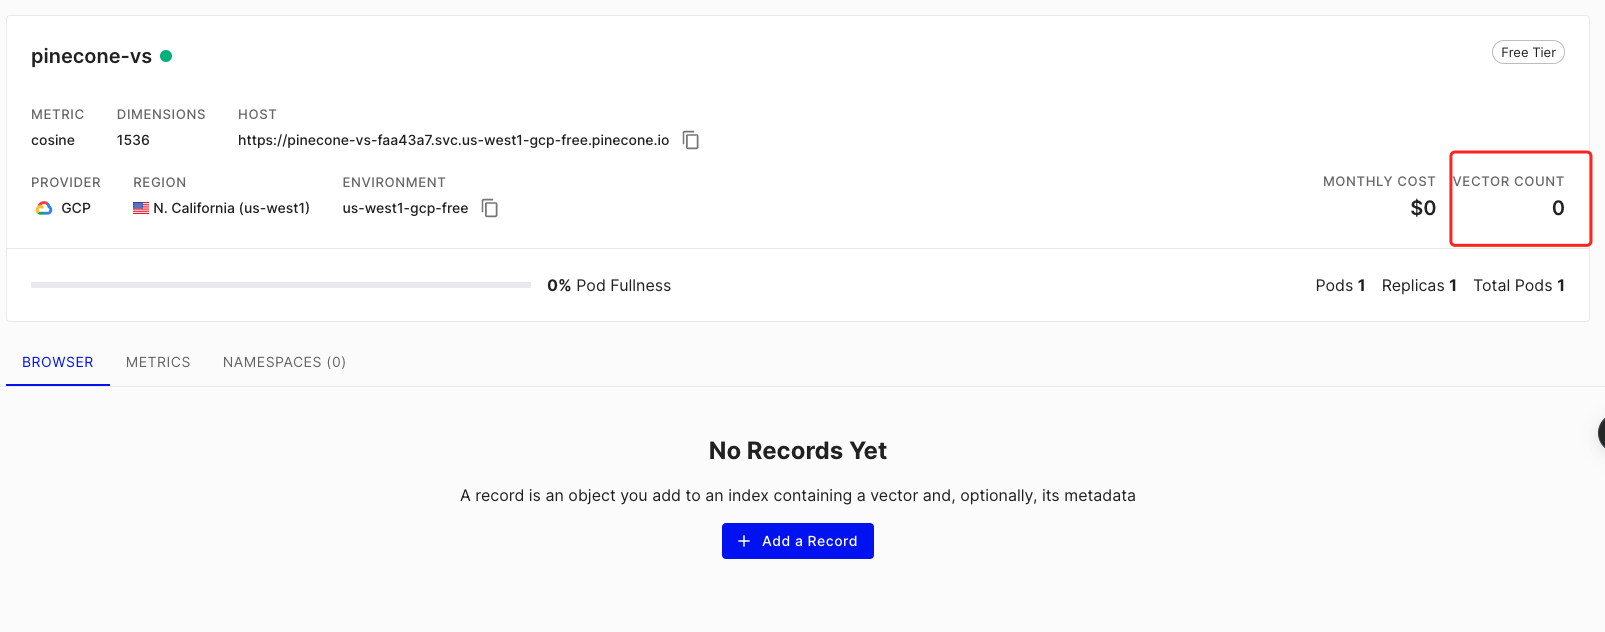 pinecone-vs
Free Tier
METRIC DIMENSIONS HOST
cosine 1536 https://pinecone-vs-faa43a7.svc.us-west1-gcp-free.pinecone.io
PROVIDER REGION ENVIRONMENT MONTHLY COST VECTOR COUNT
GCP N. California (us-west1) us-west1-gcp-free $0 0
0% Pod Fullness Pods 1 Replicas 1 Total Pods 1
BROWSER METRICS NAMESPACES (0)
No Records Yet
A record is an object you add to an index containing a vector and, optionally, its metadata
+ Add a Record